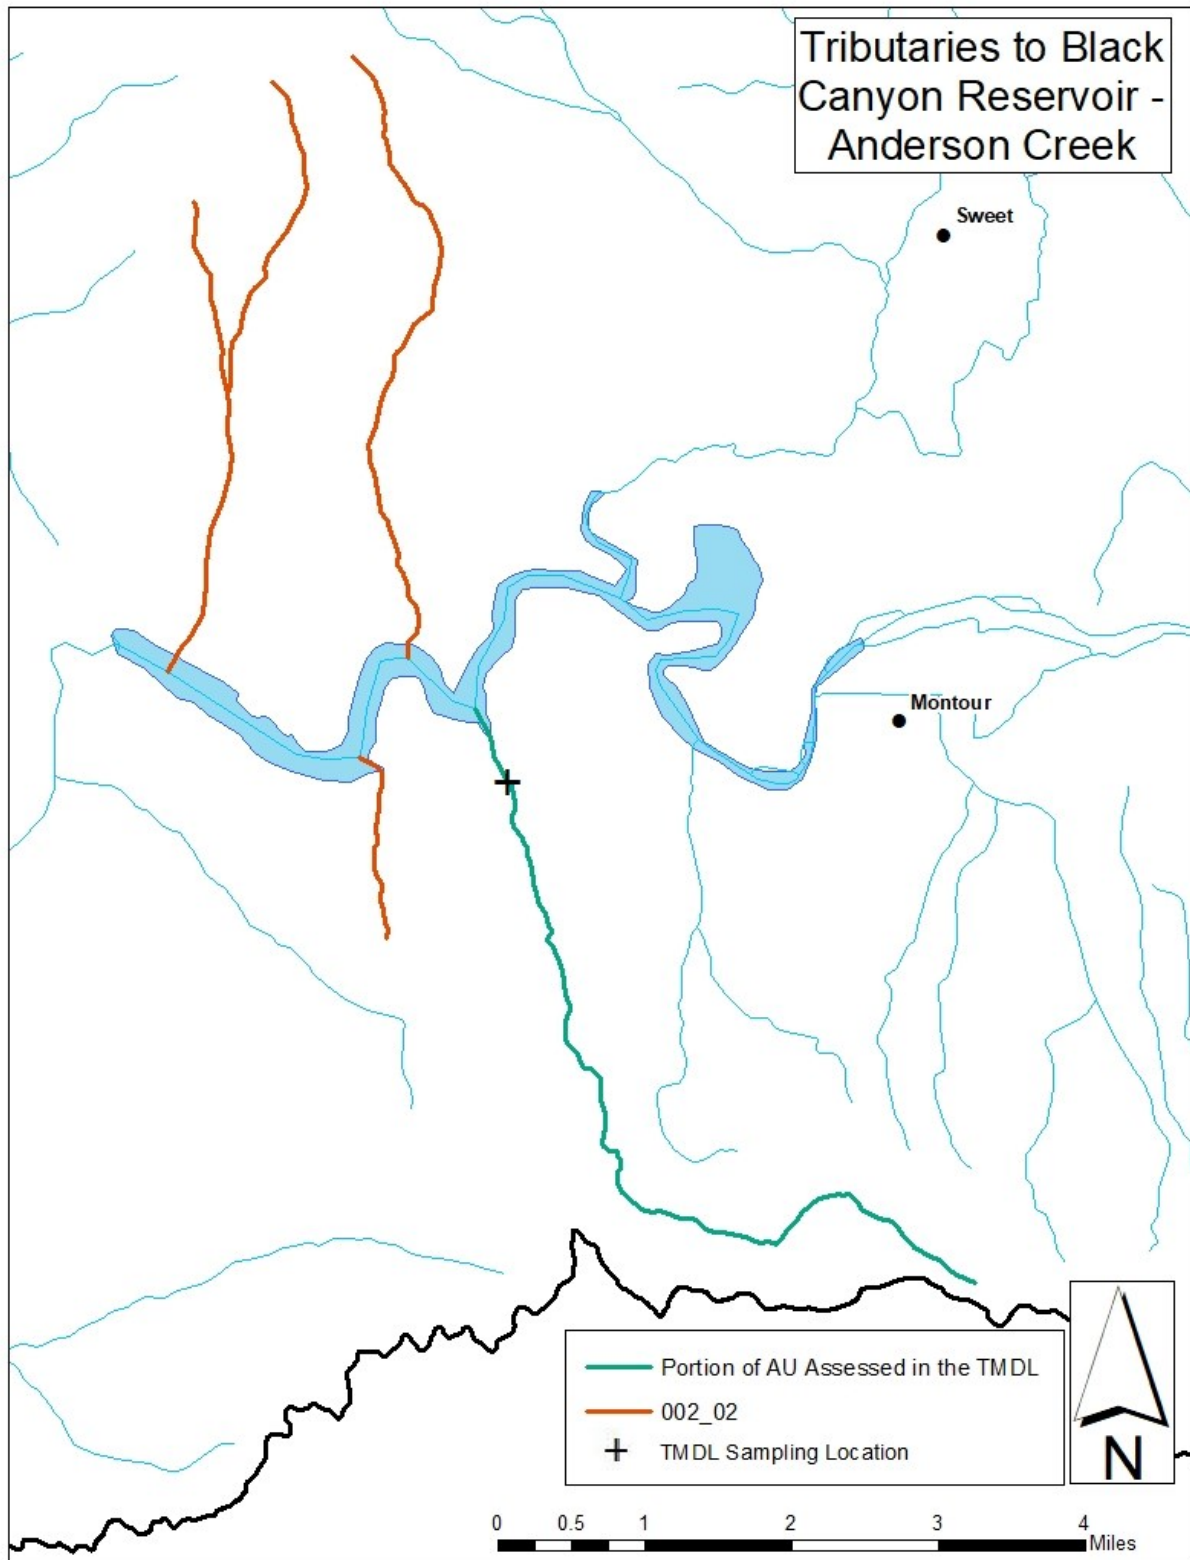 Tributaries to Black
Canyon Reservoir -
Anderson Creek
Sweet
Montour
Portion of AU Assessed in the TMDL
002_02
TMDL Sampling Location
N
0 0.5 1 2 3 4
Miles